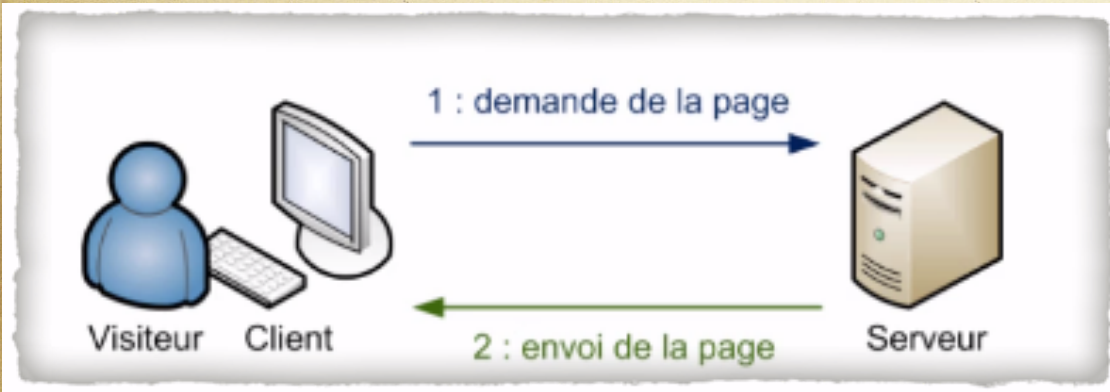 1 : demande de la page
Visiteur
Client
2 : envoi de la page
Serveur